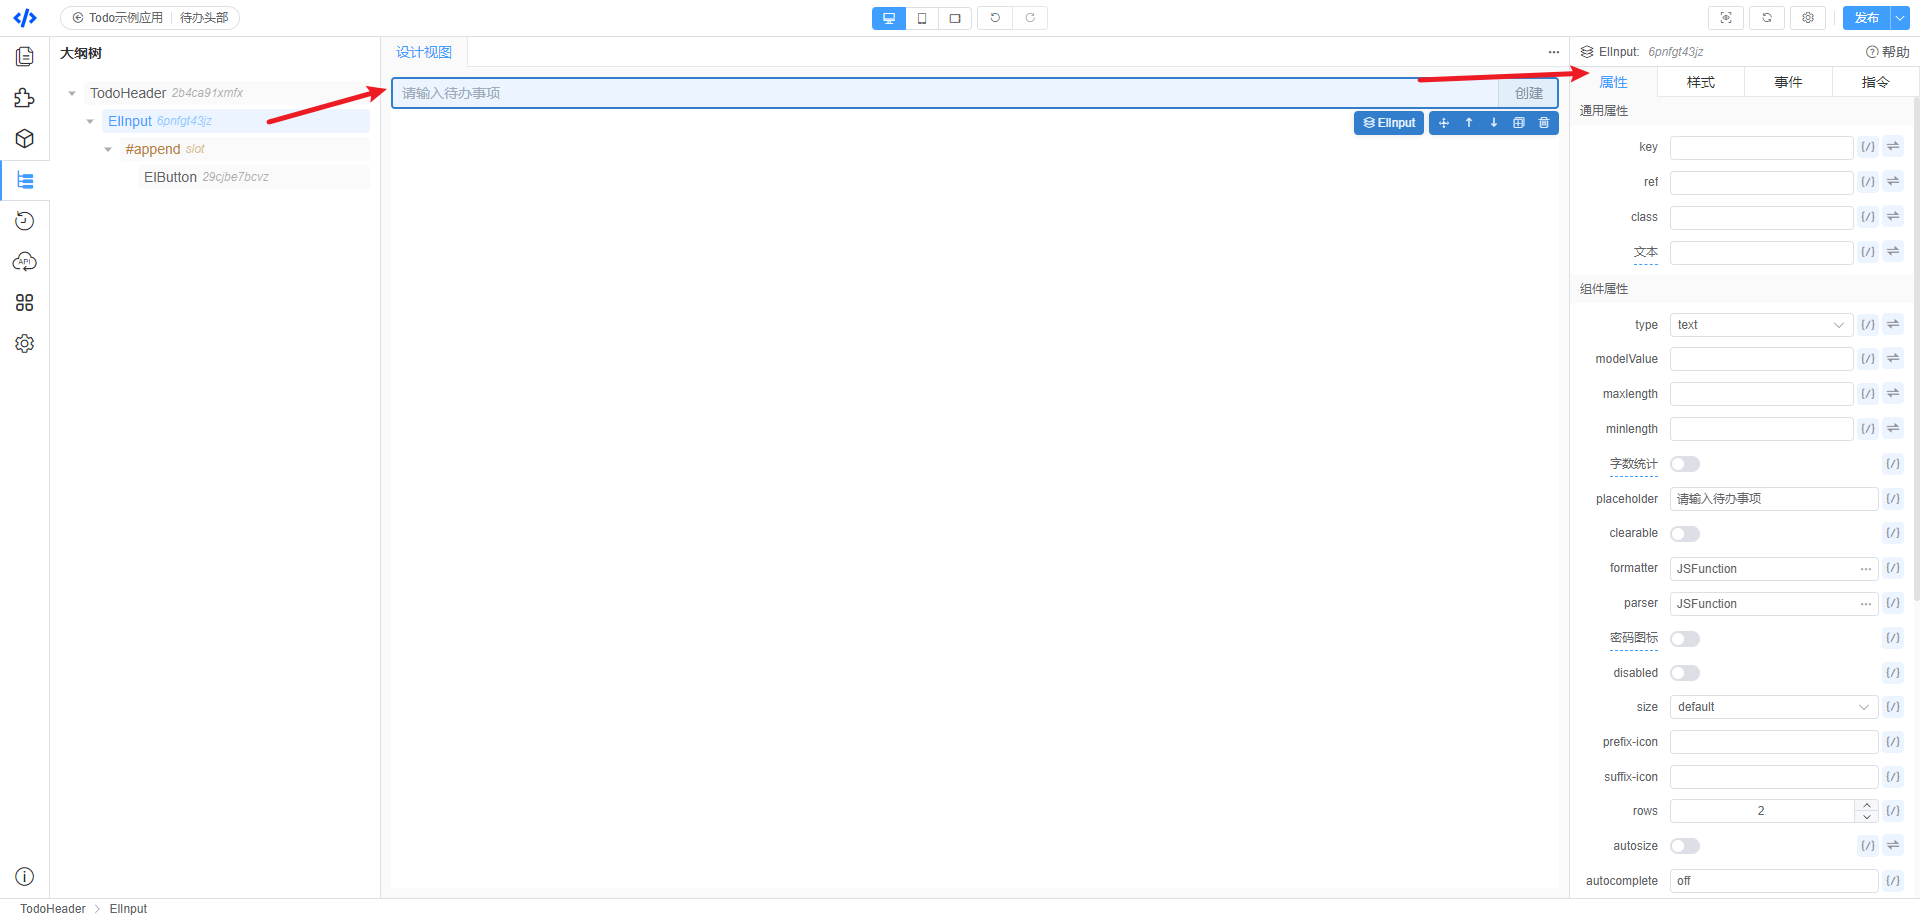 Todo示例应用 待办头部
发布
大纲树
TodoHeader 2b4ca91xmfx
ElInput 6pnfgt43jz
#append slot
ElButton 29cjbe7bcvz
API
设计视图
请输入待办事项
创建
ElInput
ElInput: 6pnfgt43jz
帮助
属性 样式 事件 指令
通用属性
key {/}
ref {/}
class {/}
文本 {/}
组件属性
type text {/}
modelValue {/}
maxlength {/}
minlength {/}
字数统计 {/}
placeholder 请输入待办事项 {/}
clearable {/}
formatter JSFunction ··· {/}
parser JSFunction ··· {/}
密码图标 {/}
disabled {/}
size default {/}
prefix-icon {/}
suffix-icon {/}
rows 2 {/}
autosize {/}
autocomplete off {/}
TodoHeader > ElInput